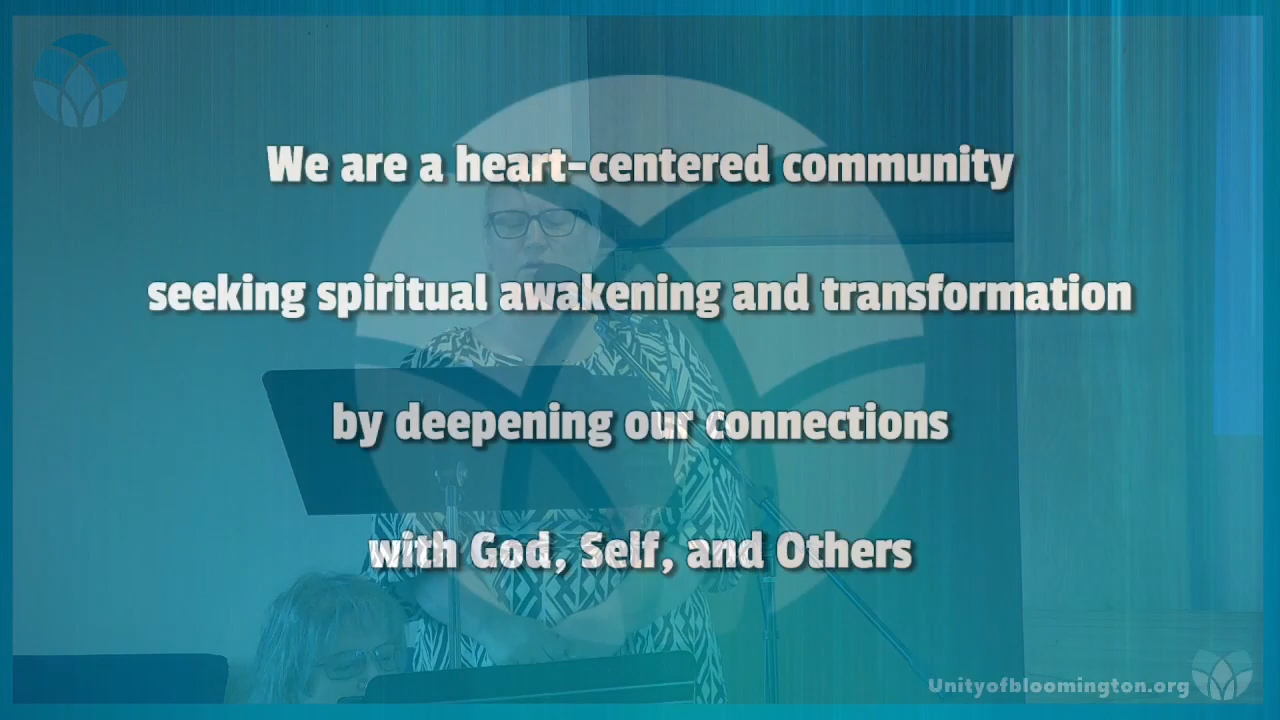 We are a heart-centered community
seeking spiritual awakening and transformation
by deepening our connections
with God, Self, and Others
Unityofbloomington.org